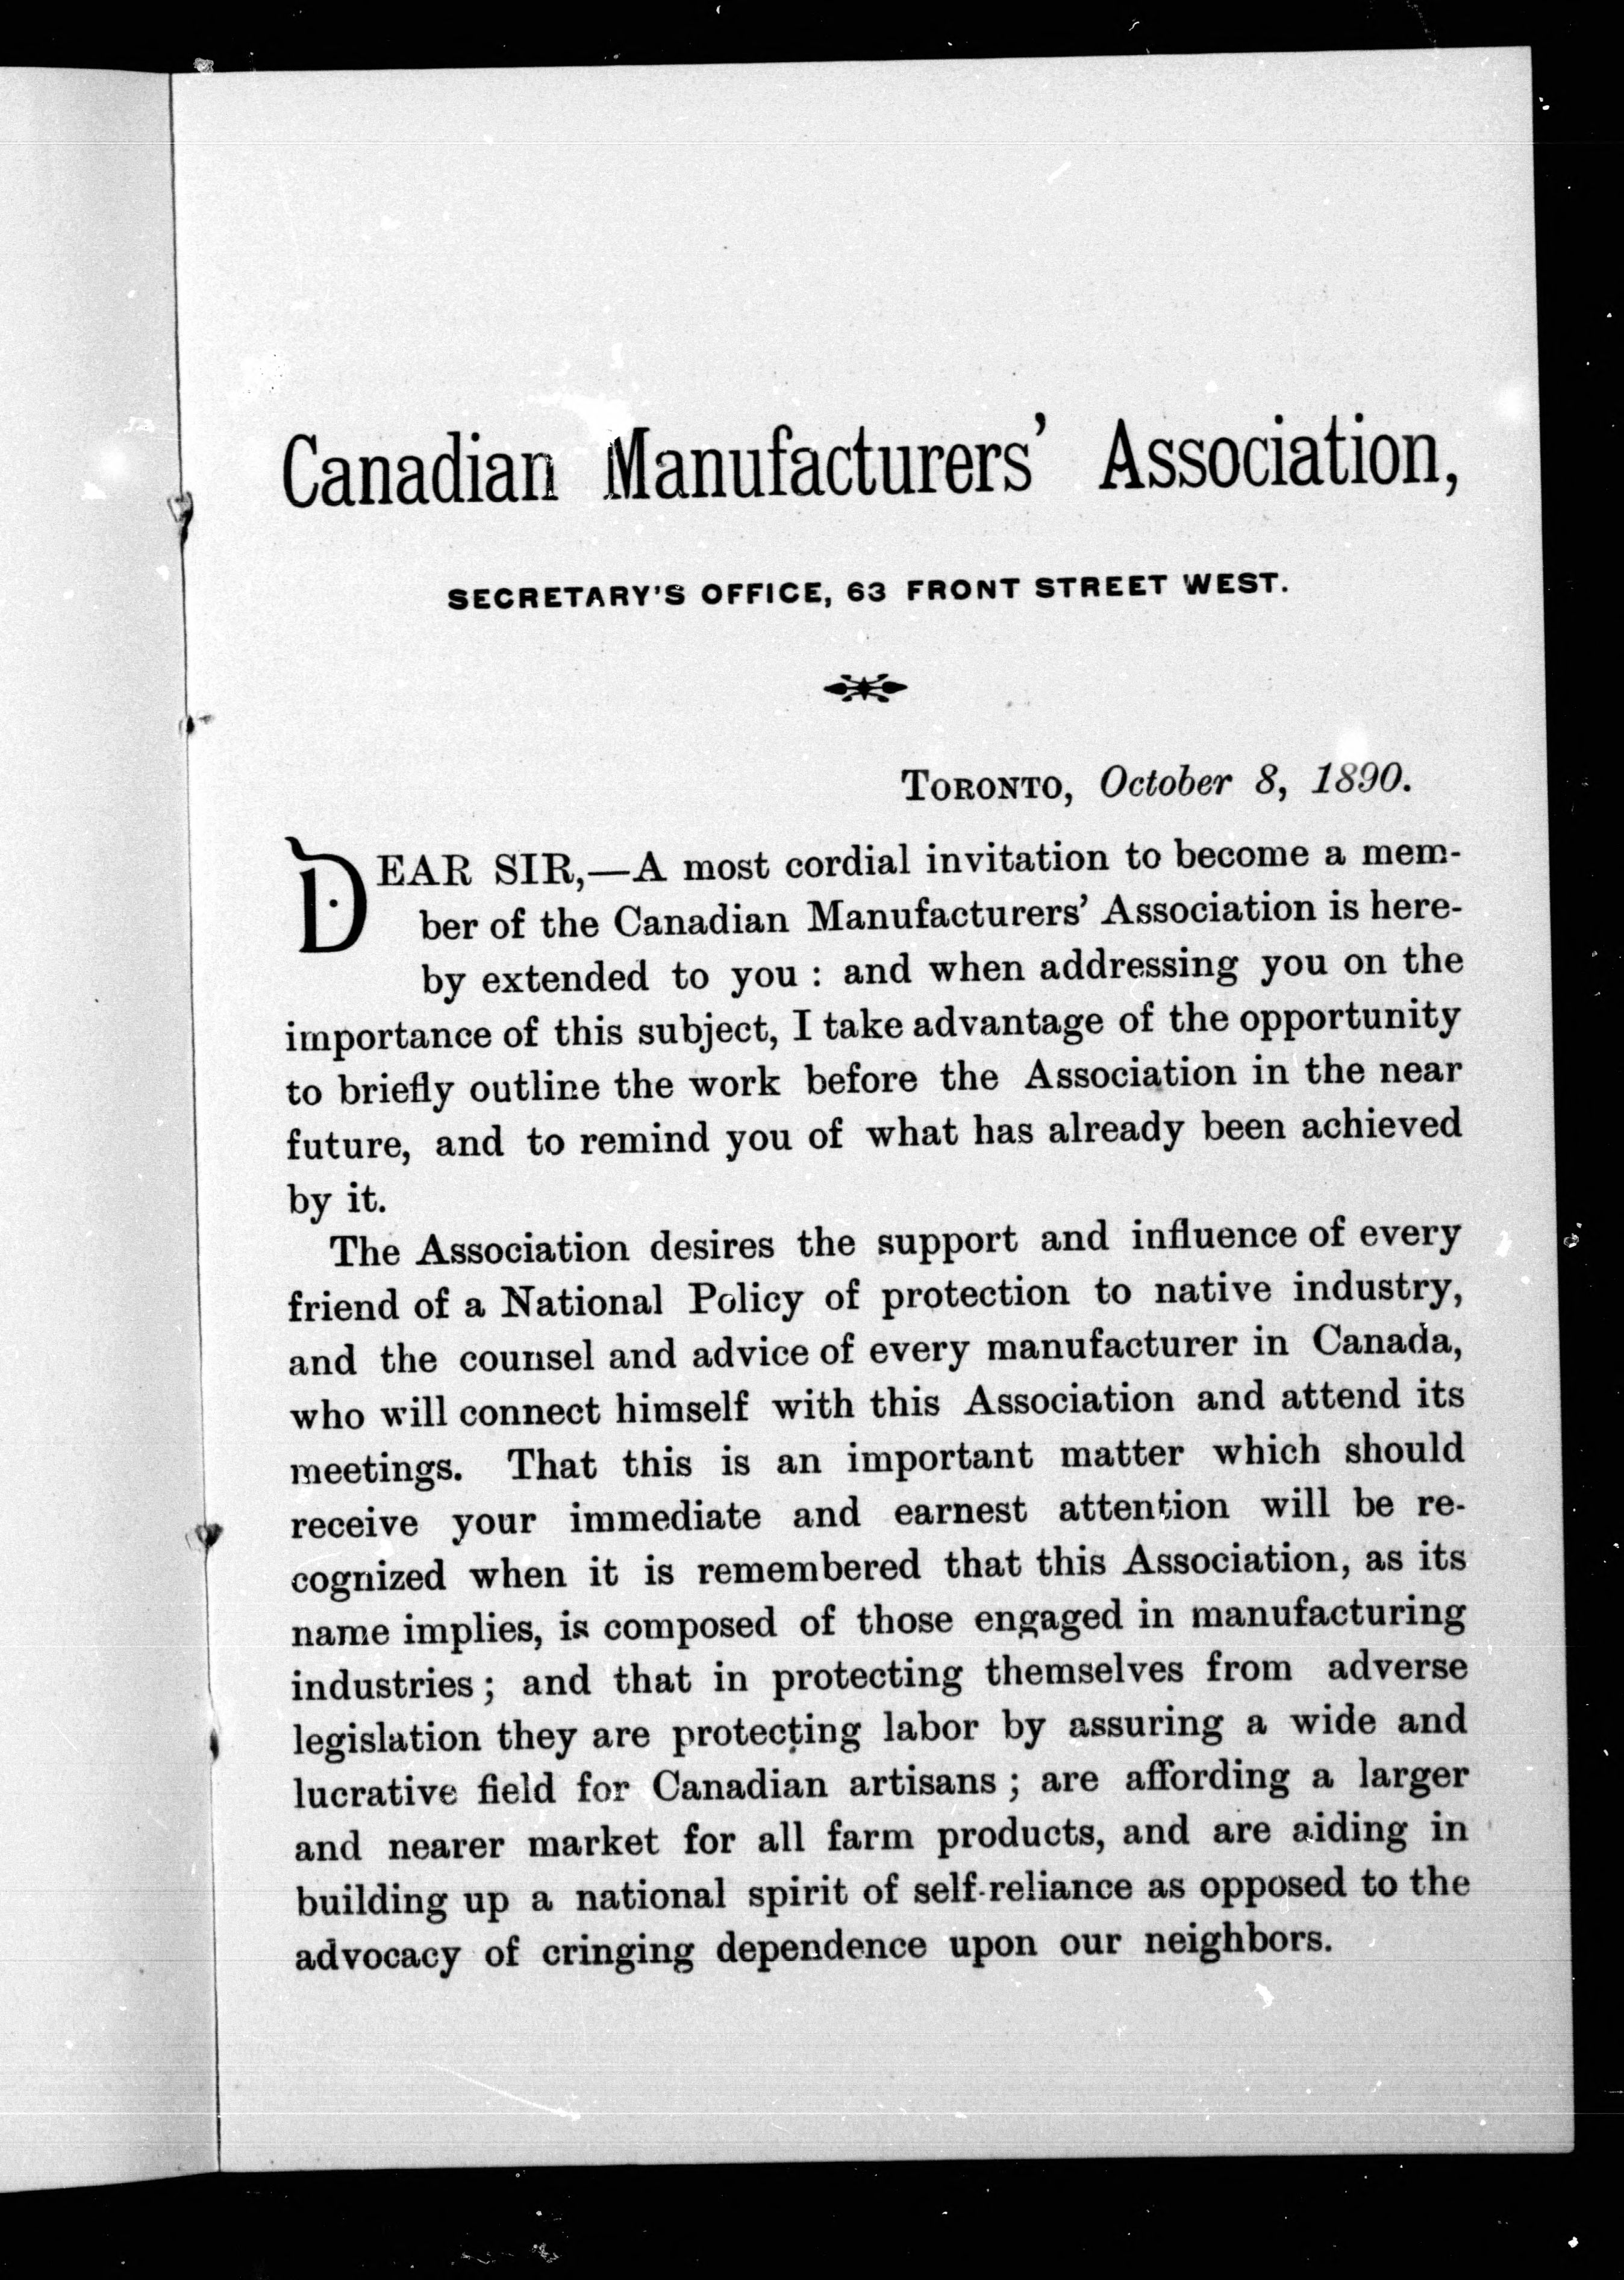 Canadian Manufacturers' Association,
SECRETARY'S OFFICE, 63 FRONT STREET WEST.
TORONTO, October 8, 1890.
DEAR SIR,—A most cordial invitation to become a mem-
ber of the Canadian Manufacturers' Association is here-
by extended to you : and when addressing you on the
importance of this subject, I take advantage of the opportunity
to briefly outline the work before the Association in the near
future, and to remind you of what has already been achieved
by it.
The Association desires the support and influence of every
friend of a National Policy of protection to native industry,
and the counsel and advice of every manufacturer in Canada,
who will connect himself with this Association and attend its
meetings. That this is an important matter which should
receive your immediate and earnest attention will be re-
cognized when it is remembered that this Association, as its
name implies, is composed of those engaged in manufacturing
industries ; and that in protecting themselves from adverse
legislation they are protecting labor by assuring a wide and
lucrative field for Canadian artisans ; are affording a larger
and nearer market for all farm products, and are aiding in
building up a national spirit of self-reliance as opposed to the
advocacy of cringing dependence upon our neighbors.